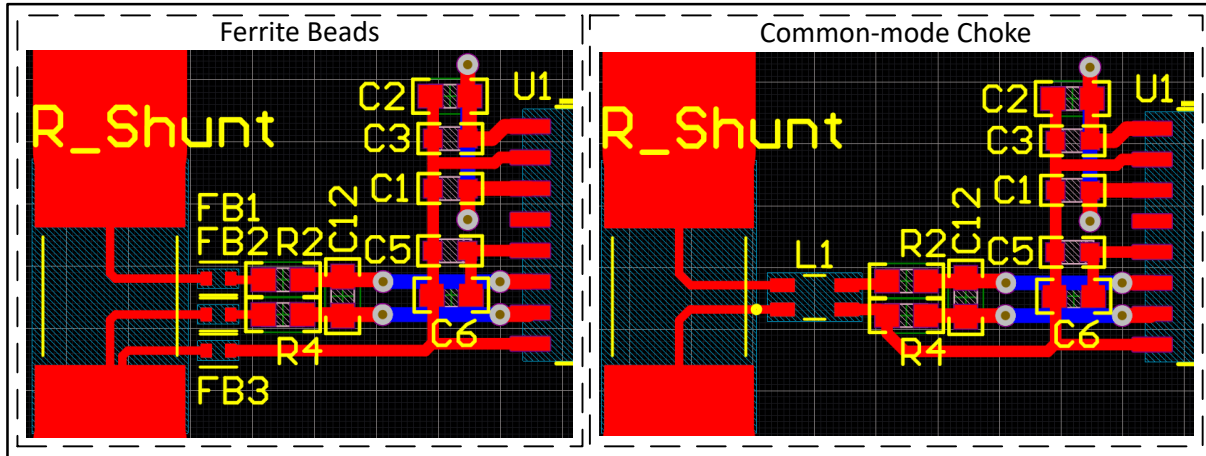 Ferrite Beads
C2
U1
R_Shunt
C3
C1
FB1
FB2
R2
C12
C5
R4
C6
FB3
Common-mode Choke
C2
U1
R_Shunt
C3
C1
C12
L1
R2
C5
R4
C6